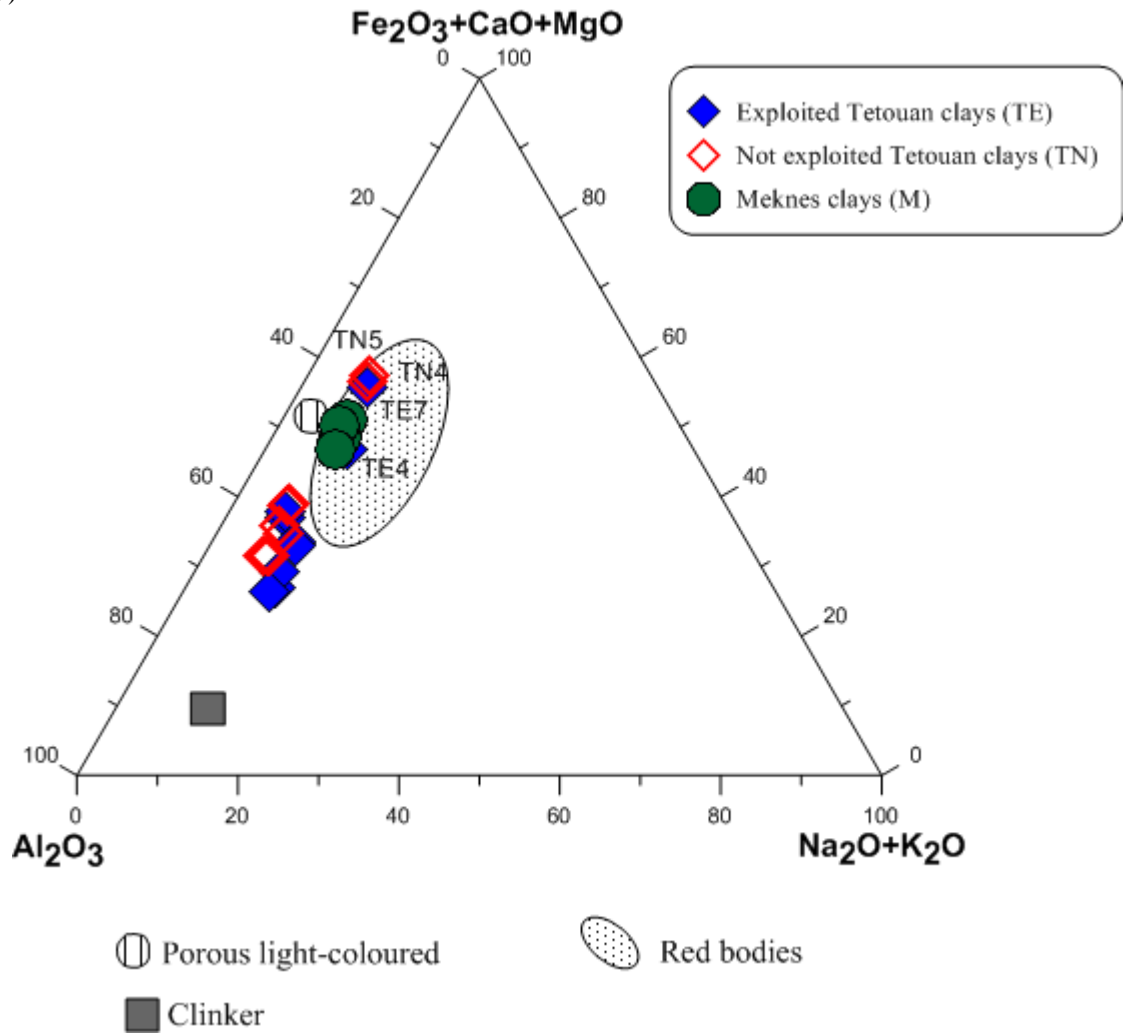 )
Fe₂O₃+CaO+MgO
0 100
Exploited Tetouan clays (TE)
Not exploited Tetouan clays (TN)
Meknes clays (M)
20 80
40 60
TN5
TN4
TE7
TE4
60 40
80 20
100 0
0 20 40 60 80 100
Al₂O₃ Na₂O+K₂O
Porous light-coloured Red bodies
Clinker